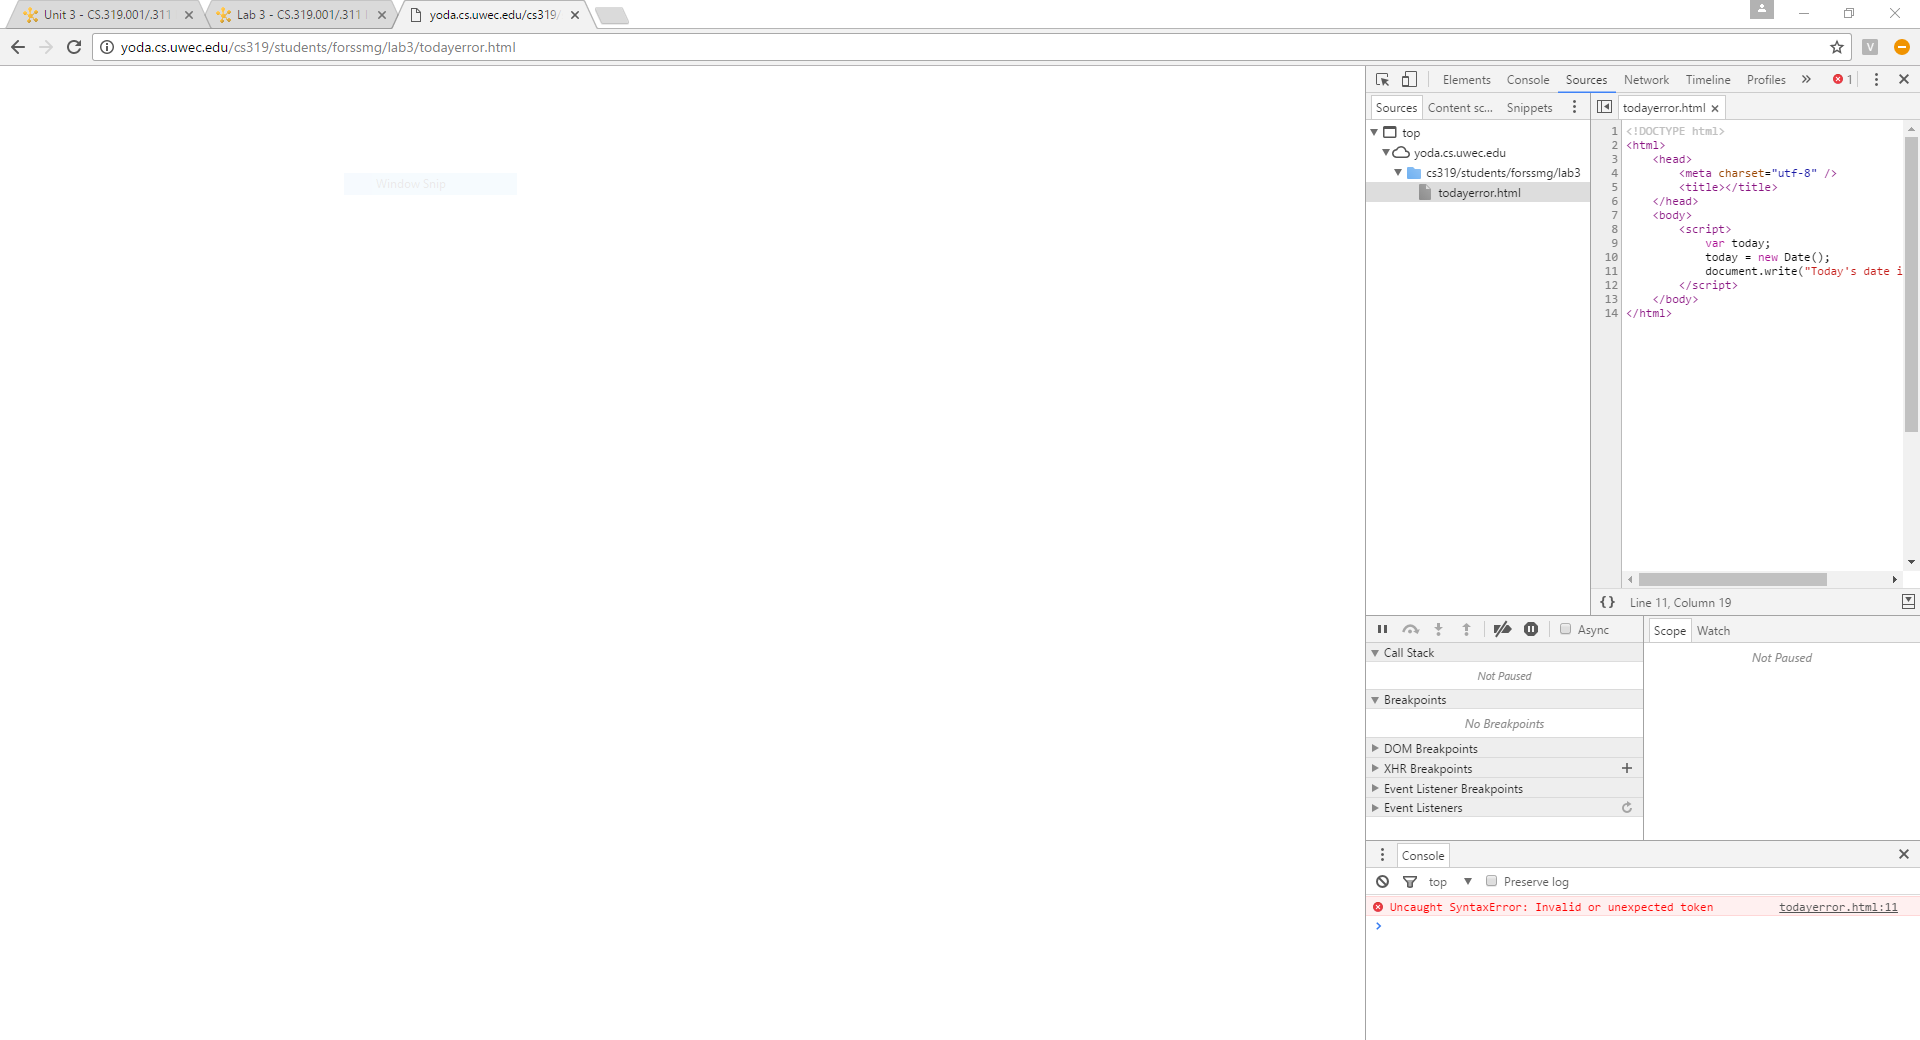 Unit 3 - CS.319.001/.311
Lab 3 - CS.319.001/.311
yoda.cs.uwec.edu/cs319/
yoda.cs.uwec.edu/cs319/students/forssmg/lab3/todayerror.html
V
Elements Console Sources Network Timeline Profiles » 1
Sources Content sc... Snippets
todayerror.html
top
yoda.cs.uwec.edu
cs319/students/forssmg/lab3
todayerror.html
1 <!DOCTYPE html>
2 <html>
3 <head>
4 <meta charset="utf-8" />
5 <title></title>
6 </head>
7 <body>
8 <script>
9 var today;
10 today = new Date();
11 document.write("Today's date i
12 </script>
13 </body>
14 </html>
Window Snip
{} Line 11, Column 19
Async
Scope Watch
Call Stack
Not Paused
Not Paused
Breakpoints
No Breakpoints
DOM Breakpoints
XHR Breakpoints
Event Listener Breakpoints
Event Listeners
Console
top Preserve log
Uncaught SyntaxError: Invalid or unexpected token todayerror.html:11
>